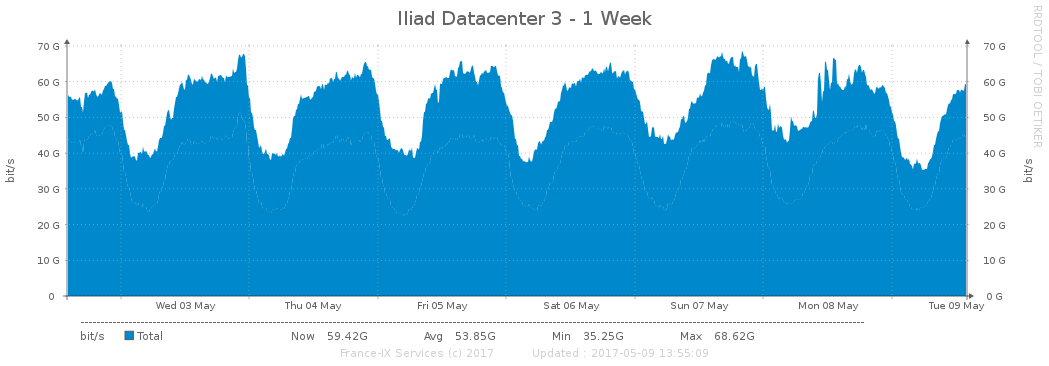 Iliad Datacenter 3 - 1 Week
RRDTOOL / TOBI OETIKER
70 G 70 G
60 G 60 G
50 G 50 G
40 G 40 G
30 G 30 G
20 G 20 G
10 G 10 G
0 0 G
bit/s
bit/s
Wed 03 May Thu 04 May Fri 05 May Sat 06 May Sun 07 May Mon 08 May Tue 09 May
bit/s Total Now 59.42G Avg 53.85G Min 35.25G Max 68.62G
France-IX Services (c) 2017 Updated : 2017-05-09 13:55:09